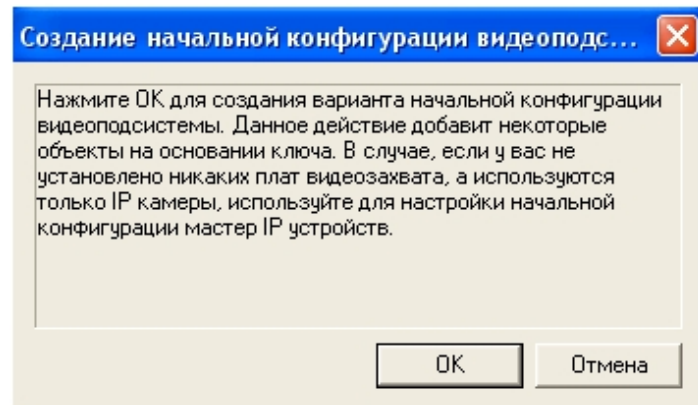 Создание начальной конфигурации видеоподс...
Нажмите ОК для создания варианта начальной конфигурации
видеоподсистемы. Данное действие добавит некоторые
объекты на основании ключа. В случае, если у вас не
установлено никаких плат видеозахвата, а используются
только IP камеры, используйте для настройки начальной
конфигурации мастер IP устройств.
ОК
Отмена